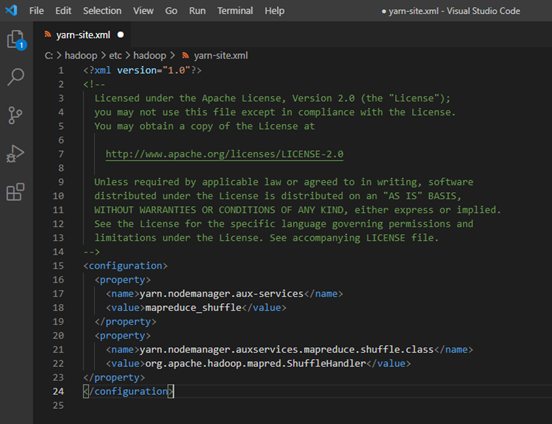 File Edit Selection View Go Run Terminal Help ● yarn-site.xml - Visual Studio Code
yarn-site.xml ●
C: > hadoop > etc > hadoop > yarn-site.xml
1
1 <?xml version="1.0"?>
2 <!--
3 Licensed under the Apache License, Version 2.0 (the "License");
4 you may not use this file except in compliance with the License.
5 You may obtain a copy of the License at
6
7 http://www.apache.org/licenses/LICENSE-2.0
8
9 Unless required by applicable law or agreed to in writing, software
10 distributed under the License is distributed on an "AS IS" BASIS,
11 WITHOUT WARRANTIES OR CONDITIONS OF ANY KIND, either express or implied.
12 See the License for the specific language governing permissions and
13 limitations under the License. See accompanying LICENSE file.
14 -->
15 <configuration>
16 <property>
17 <name>yarn.nodemanager.aux-services</name>
18 <value>mapreduce_shuffle</value>
19 </property>
20 <property>
21 <name>yarn.nodemanager.auxservices.mapreduce.shuffle.class</name>
22 <value>org.apache.hadoop.mapred.ShuffleHandler</value>
23 </property>
24 </configuration>
25